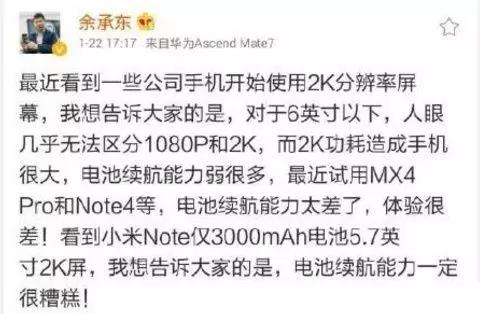 余承东
1-22 17:17 来自华为Ascend Mate7
最近看到一些公司手机开始使用2K分辨率屏
幕，我想告诉大家的是，对于6英寸以下，人眼
几乎无法区分1080P和2K，而2K功耗造成手机
很大，电池续航能力弱很多，最近试用MX4
Pro和Note4等，电池续航能力太差了，体验很
差！看到小米Note仅3000mAh电池5.7英
寸2K屏，我想告诉大家的是，电池续航能力一定
很糟糕！